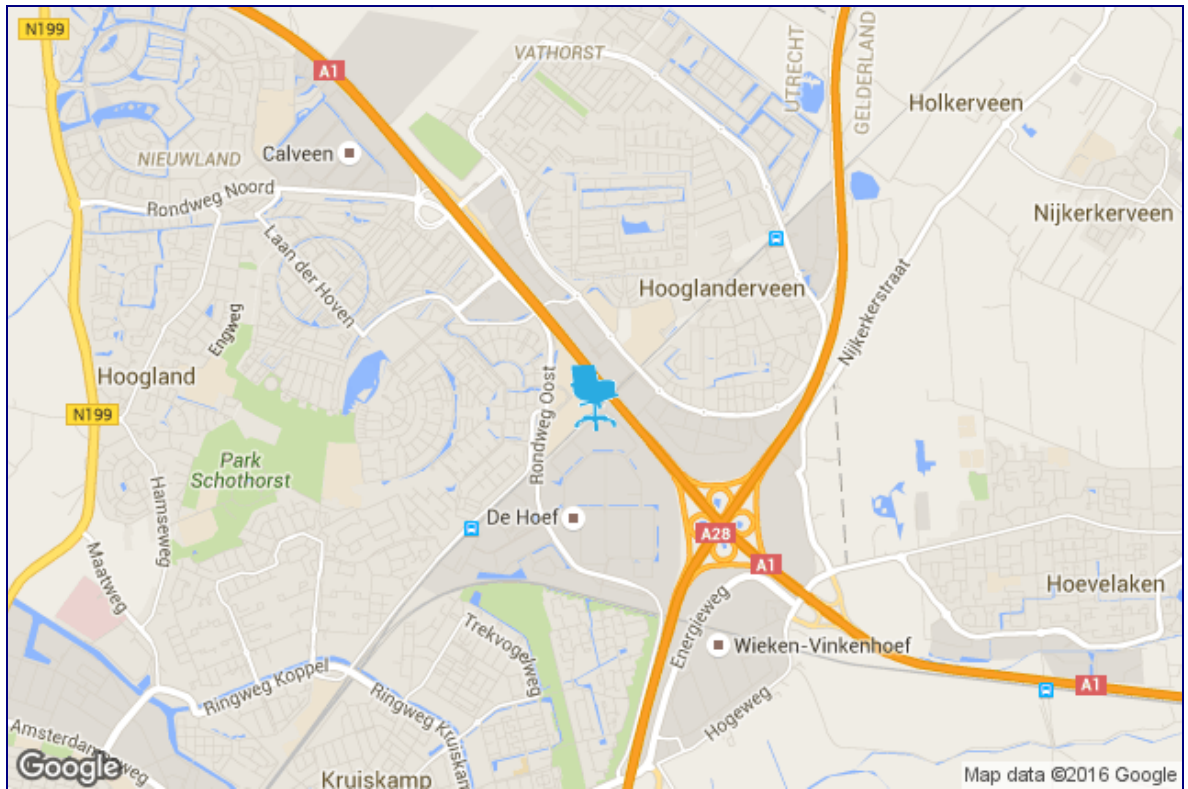 N199
A1
VATHORST
UTRECHT
GELDERLAND
Holkerveen
Calveen
NIEUWLAND
Rondweg Noord
Nijkerkerveen
Laan der Hoven
Hooglanderveen
Nijkerkerstraat
Engweg
Hoogland
Rondweg Oost
N199
Park
Schothorst
Hamseweg
De Hoef
A28
A1
Maatweg
Hoevelaken
Energieweg
Trekvogelweg
Wieken-Vinkenhoef
Ringweg Koppel
A1
Ringweg Kruiskam
Hogeweg
Kruiskamp
Google
Map data ©2016 Google